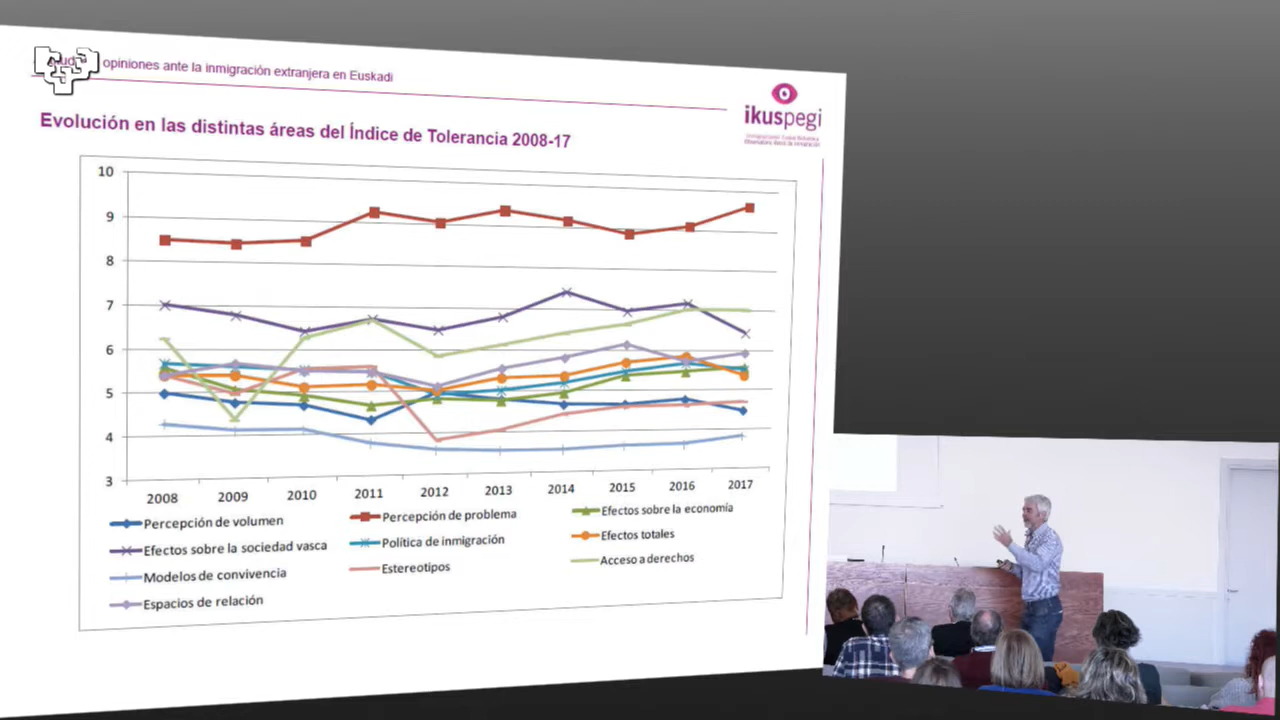 opiniones ante la inmigración extranjera en Euskadi
ikuspegi
Evolución en las distintas áreas del Índice de Tolerancia 2008-17
10
9
8
7
6
5
4
3
2008 2009 2010 2011 2012 2013 2014 2015 2016 2017
Percepción de volumen Percepción de problema Efectos sobre la economía
Efectos sobre la sociedad vasca Política de inmigración Efectos totales
Modelos de convivencia Estereotipos Acceso a derechos
Espacios de relación